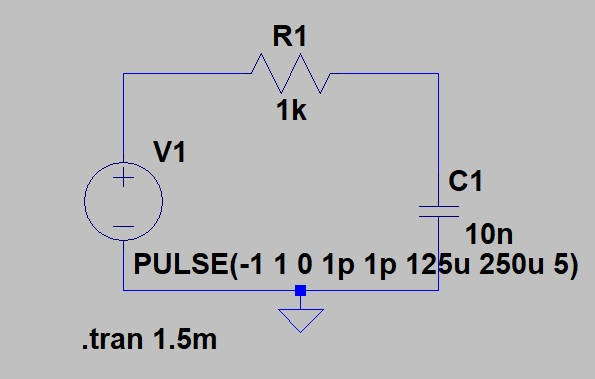 R1
1k
V1
C1
10n
PULSE(-1 1 0 1p 1p 125u 250u 5)
.tran 1.5m